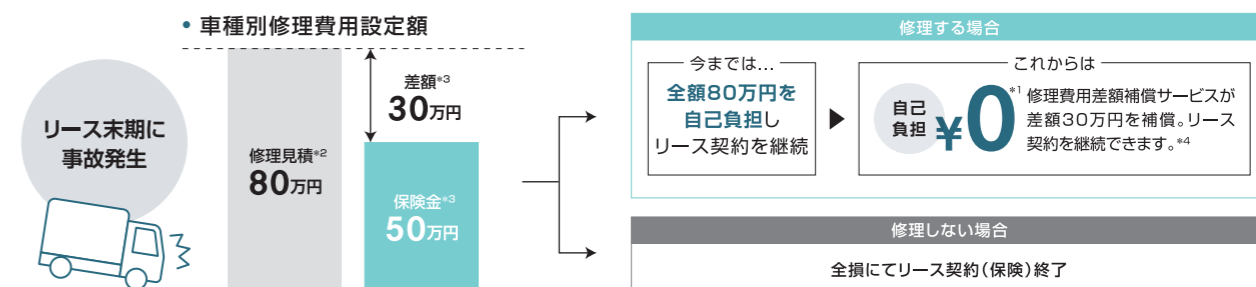 • 車種別修理費用設定額
リース末期に
事故発生
修理見積*2
80万円
差額*3
30万円
保険金*3
50万円
修理する場合
今までは...
全額80万円を
自己負担し
リース契約を継続
▶
これからは
自己
負担
¥0*1
修理費用差額補償サービスが
差額30万円を補償。リース
契約を継続できます。*4
修理しない場合
全損にてリース契約(保険)終了